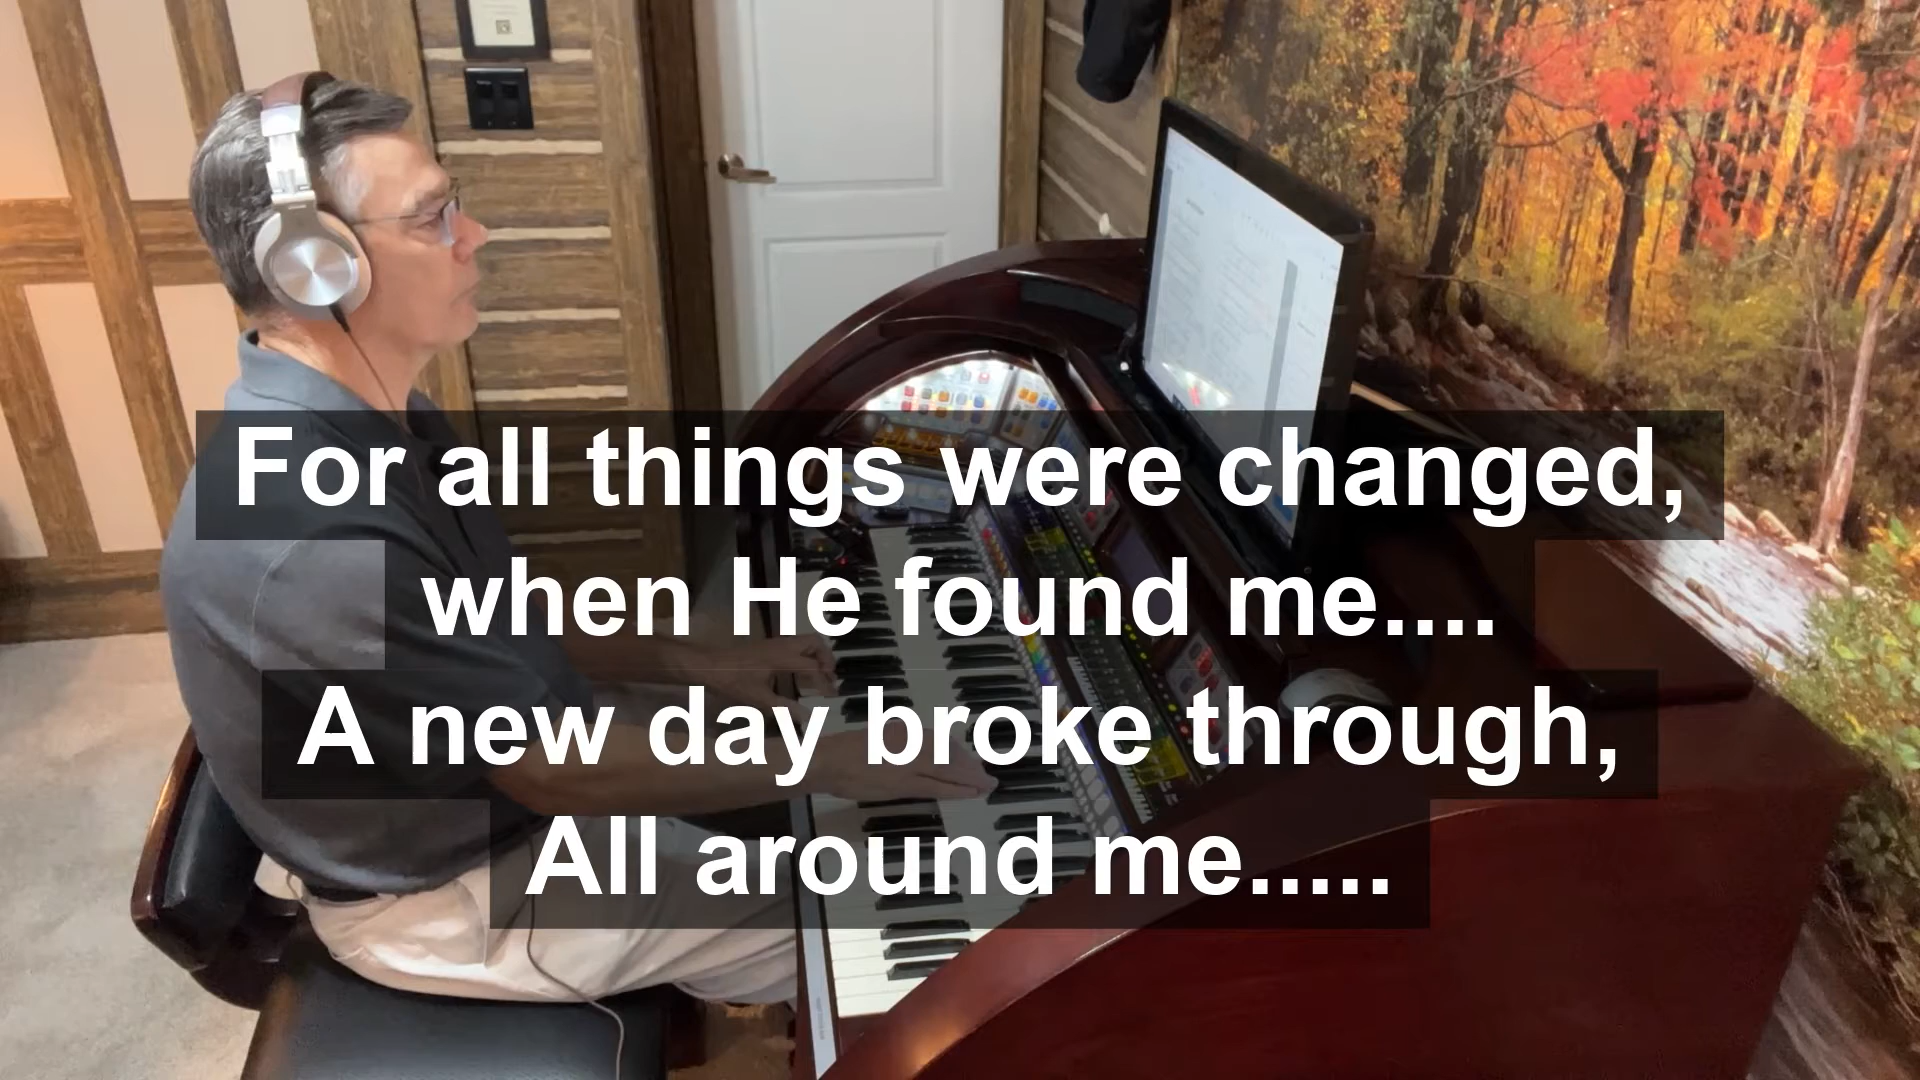 For all things were changed,
when He found me....
A new day broke through,
All around me.....